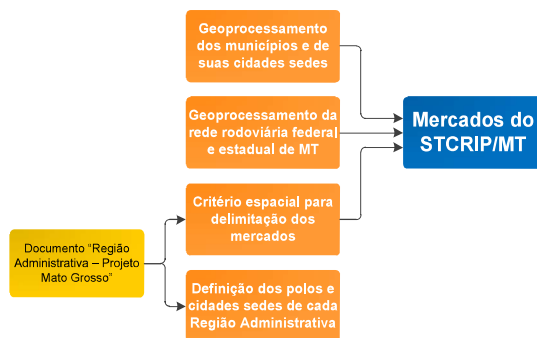 Geoprocessamento
dos municípios e de
suas cidades sedes
Geoprocessamento da
rede rodoviária federal
e estadual de MT
Mercados do
STCRIP/MT
Critério espacial para
delimitação dos
mercados
Documento “Região
Administrativa – Projeto
Mato Grosso”
Definição dos polos e
cidades sedes de cada
Região Administrativa